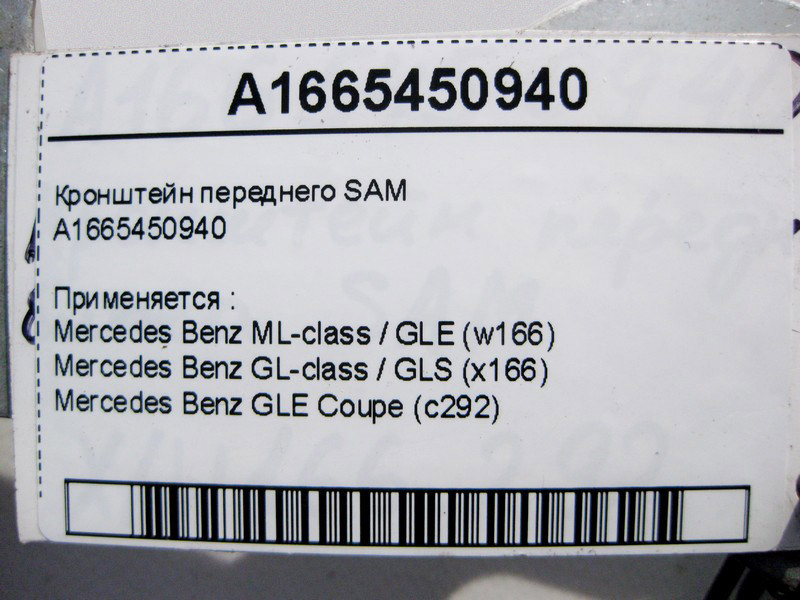 A1665450940
Кронштейн переднего SAM
A1665450940
Применяется :
Mercedes Benz ML-class / GLE (w166)
Mercedes Benz GL-class / GLS (x166)
Mercedes Benz GLE Coupe (c292)